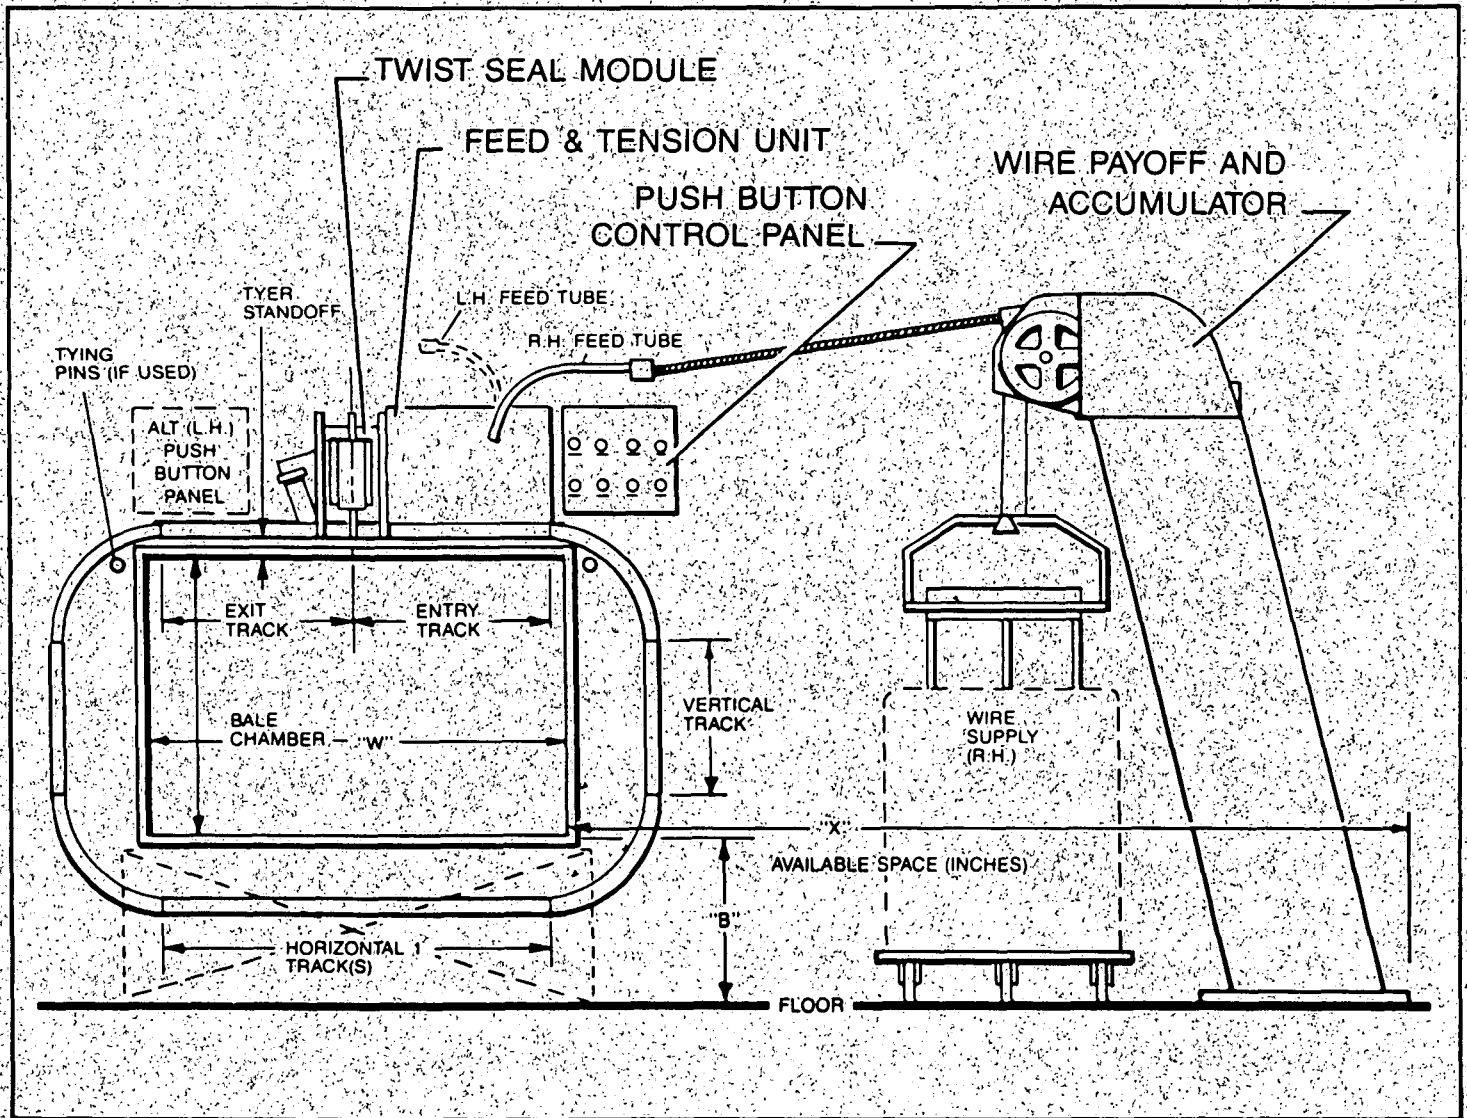 TWIST SEAL MODULE
FEED & TENSION UNIT
WIRE PAYOFF AND
ACCUMULATOR
PUSH BUTTON
CONTROL PANEL
TYER
STANDOFF
L.H. FEED TUBE
R.H. FEED TUBE
TYING
PINS (IF USED)
ALT (L.H.)
PUSH
BUTTON
PANEL
EXIT
TRACK
ENTRY
TRACK
VERTICAL
TRACK
BALE
CHAMBER - "W"
WIRE
SUPPLY
(R.H.)
"X"
AVAILABLE SPACE (INCHES)
"B"
HORIZONTAL 1
TRACK(S)
FLOOR